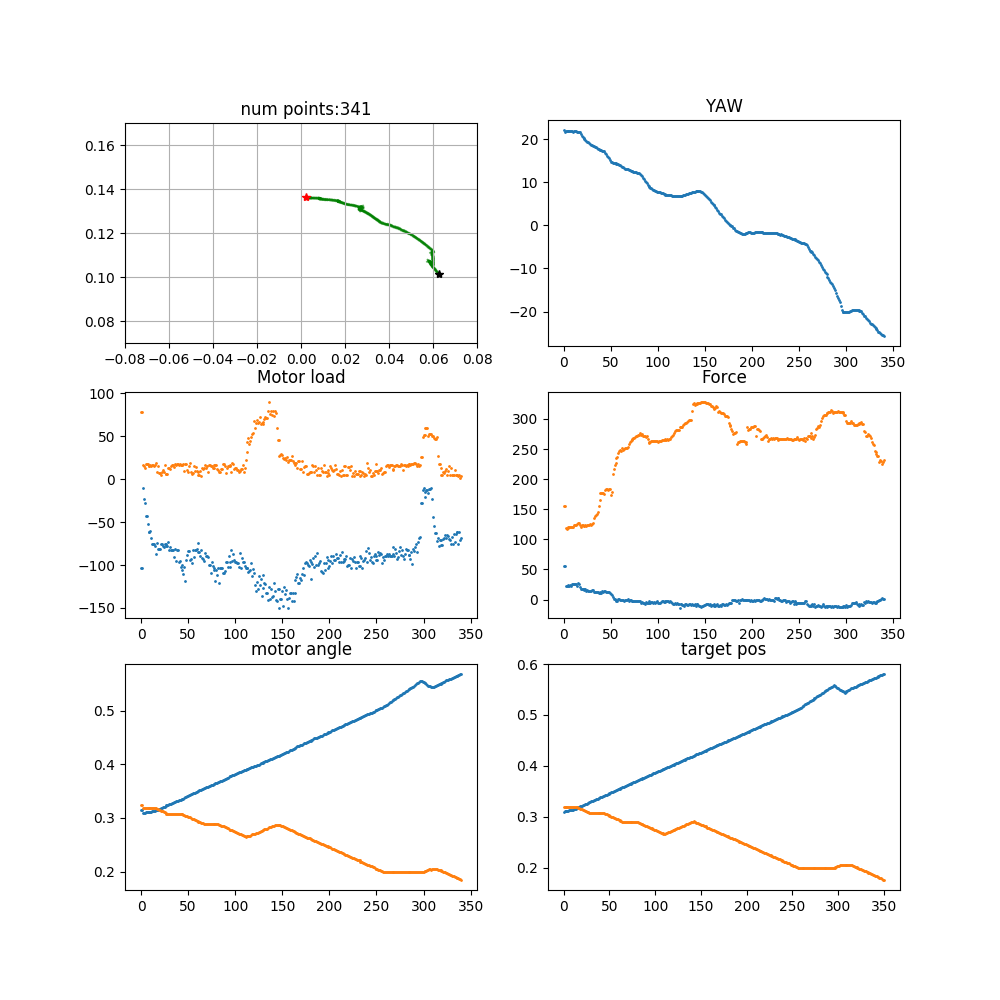 num points:341
0.16
0.14
0.12
0.10
0.08
−0.08 −0.06 −0.04 −0.02 0.00 0.02 0.04 0.06 0.08
YAW
20
10
0
−10
−20
0 50 100 150 200 250 300 350
Motor load
100
50
0
−50
−100
−150
0 50 100 150 200 250 300 350
Force
300
250
200
150
100
50
0
0 50 100 150 200 250 300 350
motor angle
0.5
0.4
0.3
0.2
0 50 100 150 200 250 300 350
target pos
0.6
0.5
0.4
0.3
0.2
0 50 100 150 200 250 300 350